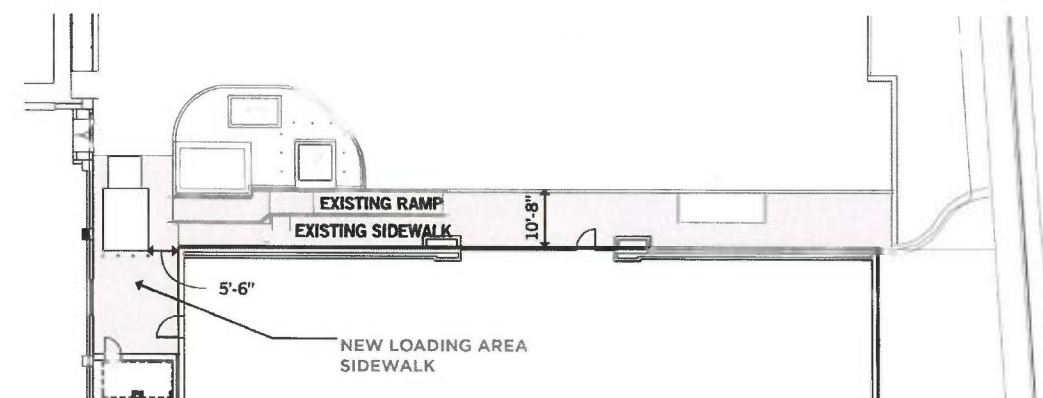 EXISTING RAMP
EXISTING SIDEWALK
10'-8"
5'-6"
NEW LOADING AREA
SIDEWALK